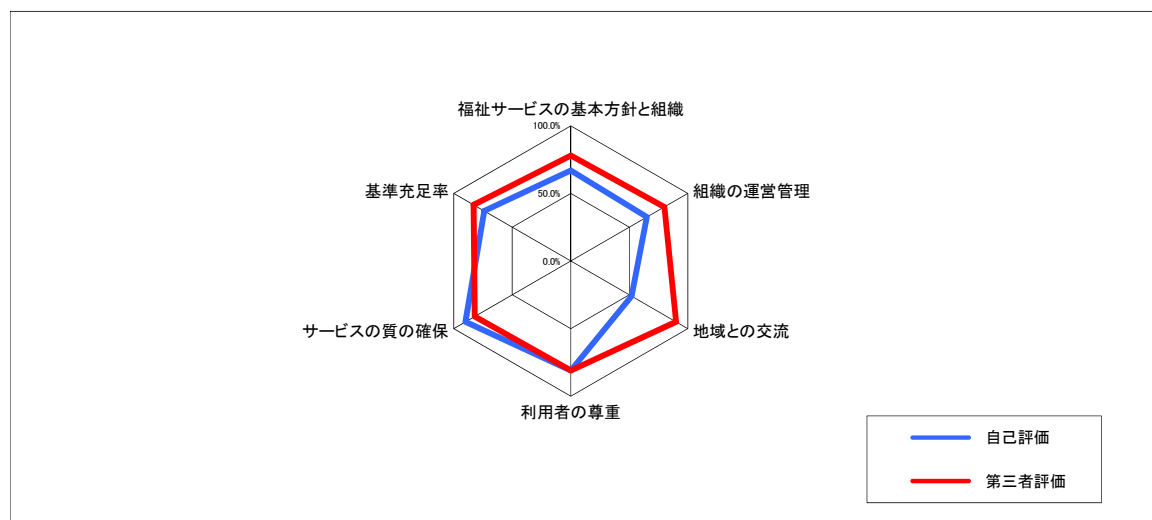 福祉サービスの基本方針と組織
100.0%
基準充足率
組織の運営管理
50.0%
0.0%
サービスの質の確保
地域との交流
利用者の尊重
自己評価
第三者評価